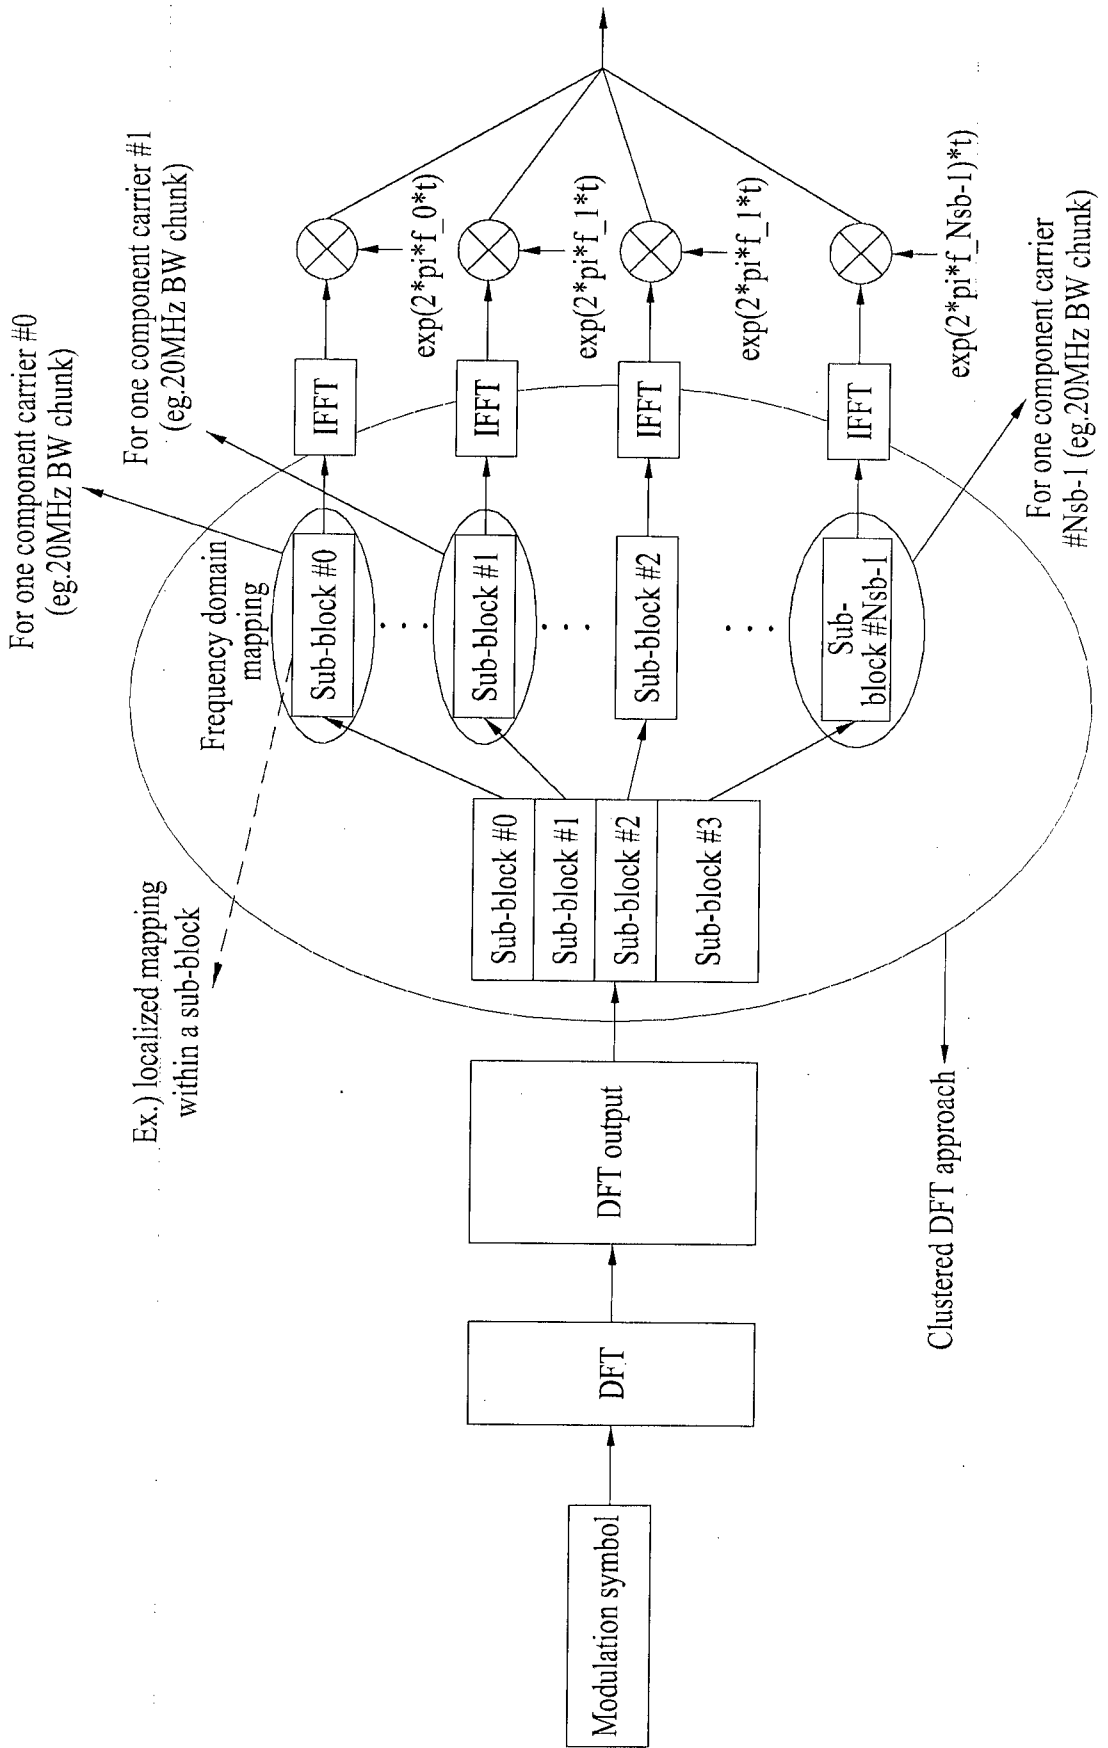 For one component carrier #0
(eg.20MHz BW chunk)
For one component carrier #1
(eg.20MHz BW chunk)
Ex.) localized mapping
within a sub-block
Frequency domain
mapping
Modulation symbol
DFT
DFT output
Sub-block #0
Sub-block #1
Sub-block #2
Sub-block #3
Sub-block #0
IFFT
exp(2*pi*f_0*t)
. . . .
Sub-block #1
IFFT
exp(2*pi*f_1*t)
. . . .
Sub-block #2
IFFT
exp(2*pi*f_1*t)
. . . .
Sub-
block #Nsb-1
IFFT
exp(2*pi*f_Nsb-1)*t)
Clustered DFT approach
For one component carrier
#Nsb-1 (eg.20MHz BW chunk)